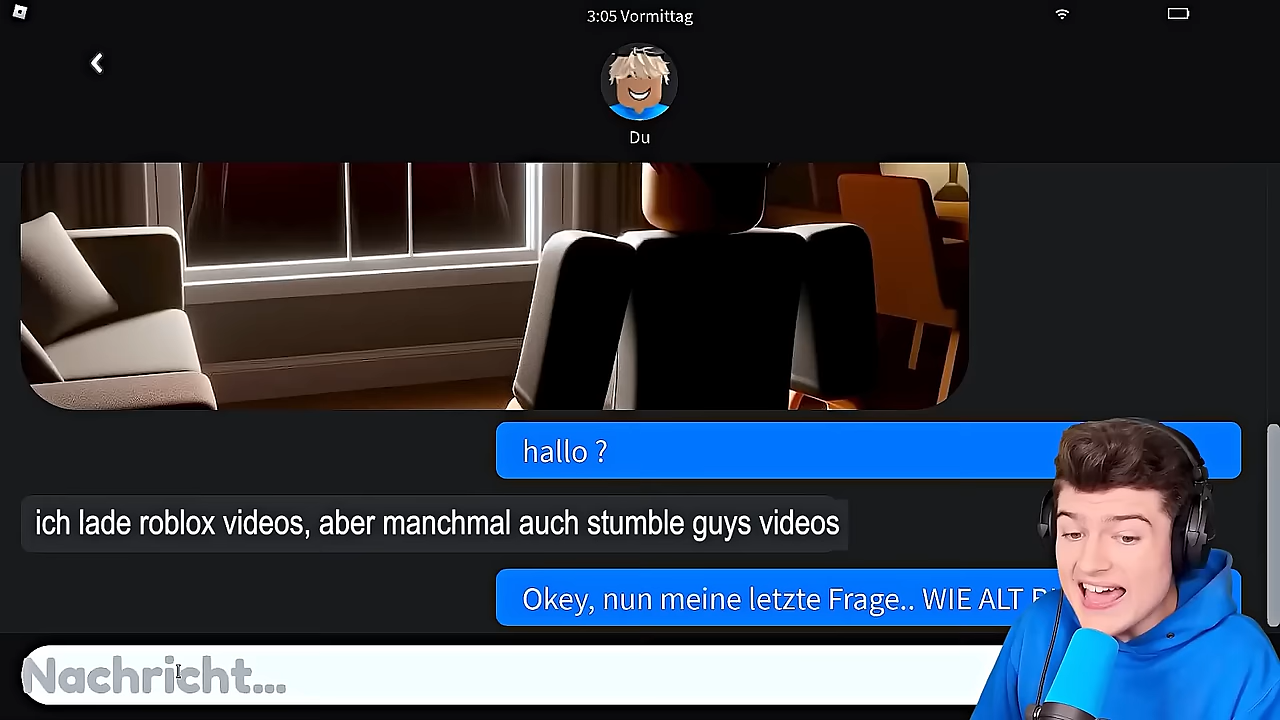 3:05 Vormittag
Du
hallo ?
ich lade roblox videos, aber manchmal auch stumble guys videos
Okey, nun meine letzte Frage.. WIE ALT
Nachricht...